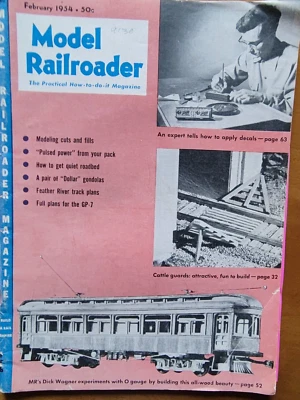 February 1954 • 50c
Model
Railroader
The Practical How-to-do-it Magazine
An expert tells how to apply decals — page 63
• Modeling cuts and fills
• "Pulsed power" from your pack
• How to get quiet roadbed
• A pair of "Dollar" gondolas
• Feather River track plans
• Full plans for the GP-7
Cattle guards: attractive, fun to build — page 32
MR's Dick Wagner experiments with O gauge by building this all-wood beauty — page 52
MODEL RAILROADER MAGAZINE